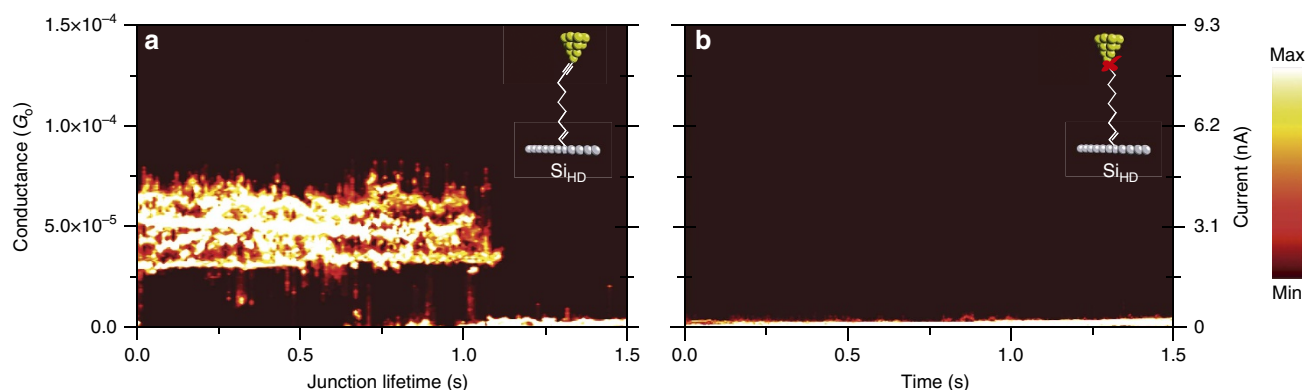 a
b
Conductance (G₀)
1.5×10⁻⁴
1.0×10⁻⁴
5.0×10⁻⁵
0.0
0.0
0.5
1.0
1.5
Junction lifetime (s)
Si_HD
0.0
0.5
1.0
1.5
Time (s)
Si_HD
9.3
6.2
3.1
0
Current (nA)
Max
Min